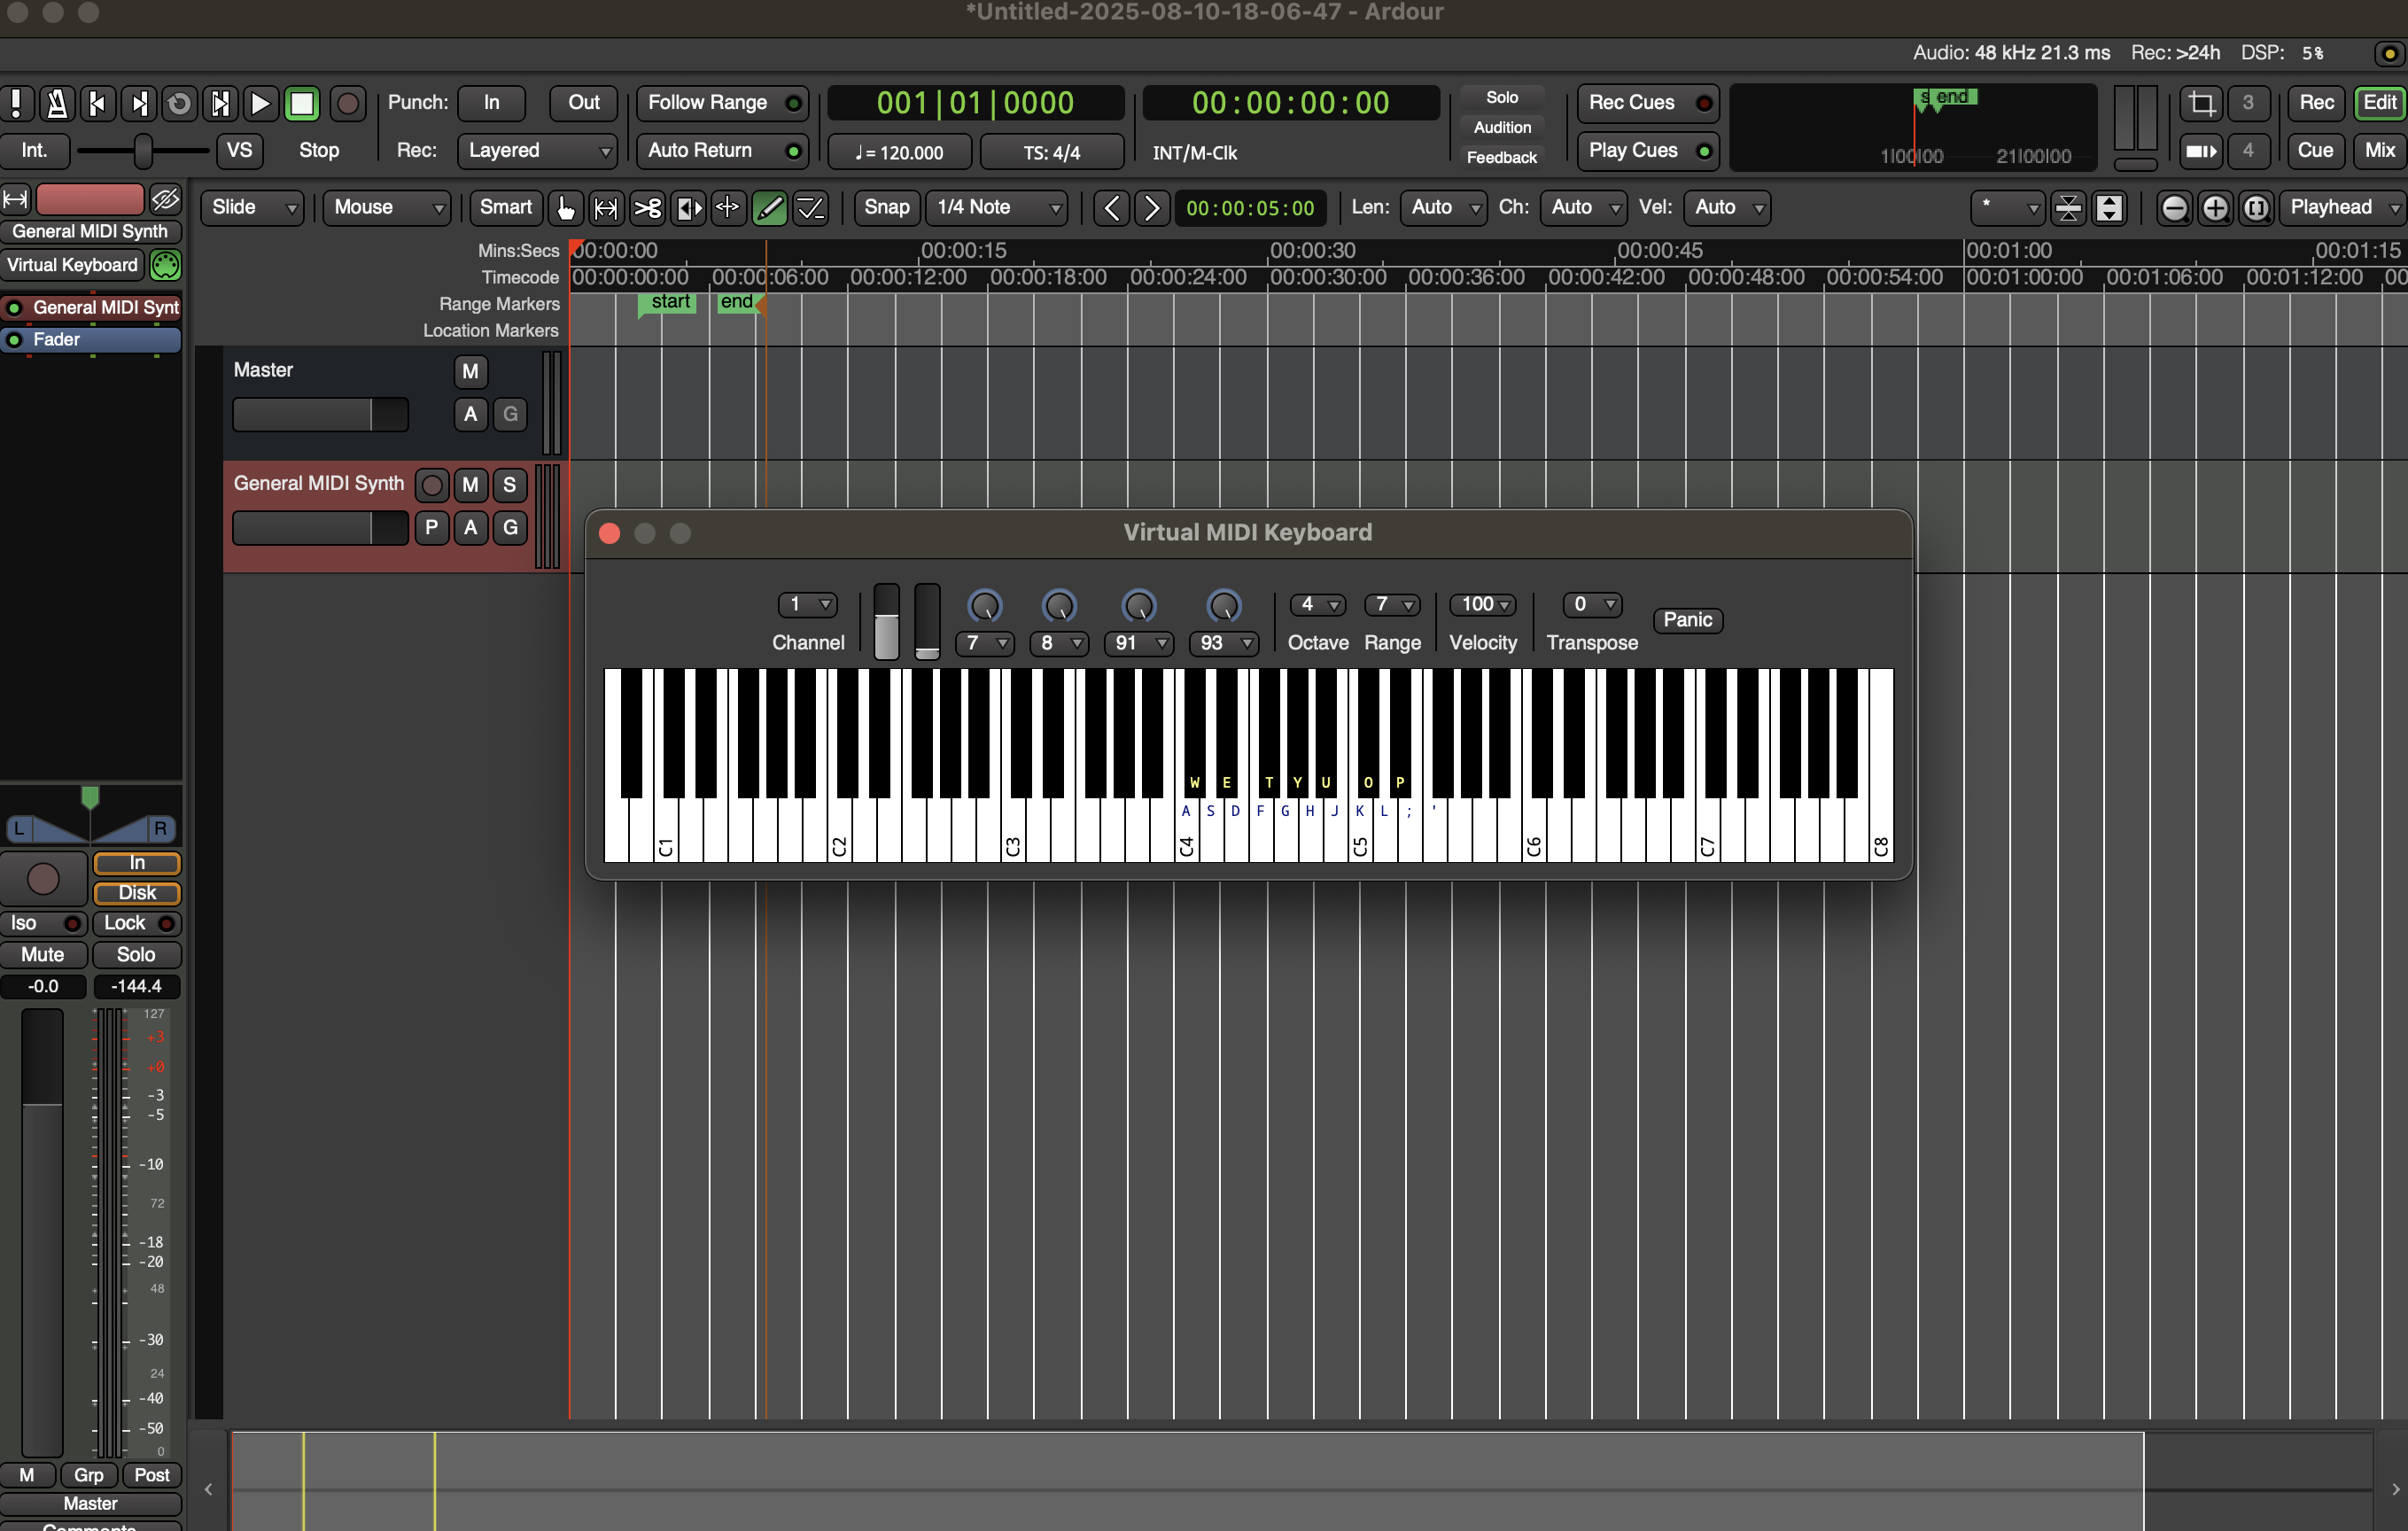 *Untitled-2025-08-10-18-06-47 - Ardour
Audio: 48 kHz 21.3 ms Rec: >24h DSP: 5%
Punch: In Out Follow Range 001|01|0000 00:00:00:00 Solo Rec Cues s end 3 Rec Edit
Audition
Int. VS Stop Rec: Layered Auto Return ♩= 120.000 TS: 4/4 INT/M-Clk Feedback Play Cues 1|00|00 21|00|00 4 Cue Mix
Slide Mouse Smart Snap 1/4 Note 00:00:05:00 Len: Auto Ch: Auto Vel: Auto * Playhead
General MIDI Synth
Virtual Keyboard
General MIDI Synt
Fader
Mins:Secs 00:00:00 00:00:15 00:00:30 00:00:45 00:01:00 00:01:15
Timecode 00:00:00:00 00:00:06:00 00:00:12:00 00:00:18:00 00:00:24:00 00:00:30:00 00:00:36:00 00:00:42:00 00:00:48:00 00:00:54:00 00:01:00:00 00:01:06:00 00:01:12:00 00
Range Markers start end
Location Markers
Master M
A G
General MIDI Synth M S
P A G
Virtual MIDI Keyboard
1 4 7 100 0 Panic
Channel 7 8 91 93 Octave Range Velocity Transpose
W E T Y U O P
A S D F G H J K L ; '
C1 C2 C3 C4 C5 C6 C7 C8
L R
In
Disk
Iso Lock
Mute Solo
-0.0 -144.4
127
+3
+0
-3
-5
-10
72
-18
-20
48
-30
24
-40
-50
0
M Grp Post
Master
Comments